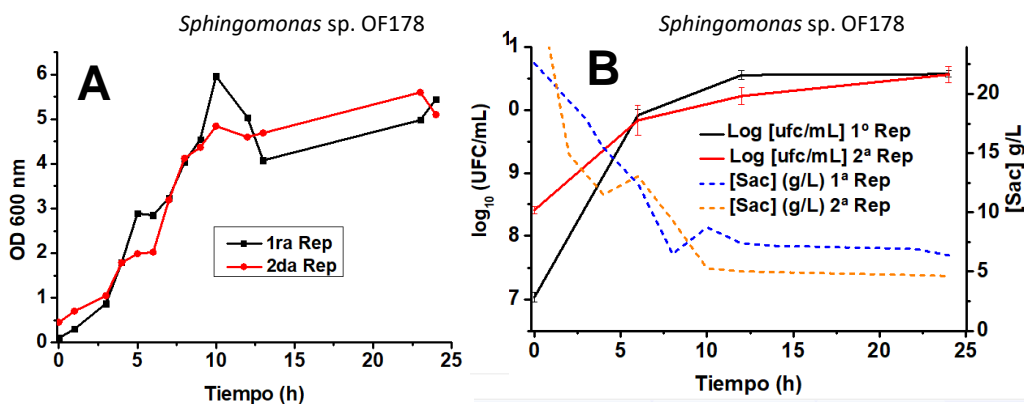 Sphingomonas sp. OF178
A
OD 600 nm
6
5
4
3
2
1
0
1ra Rep
2da Rep
0 5 10 15 20 25
Tiempo (h)
Sphingomonas sp. OF178
B
log10 (UFC/mL)
11
0
9
8
7
Log [ufc/mL] 1º Rep
Log [ufc/mL] 2ª Rep
[Sac] (g/L) 1ª Rep
[Sac] (g/L) 2ª Rep
20
15
10
5
0
[Sac] g/L
0 5 10 15 20 25
Tiempo (h)